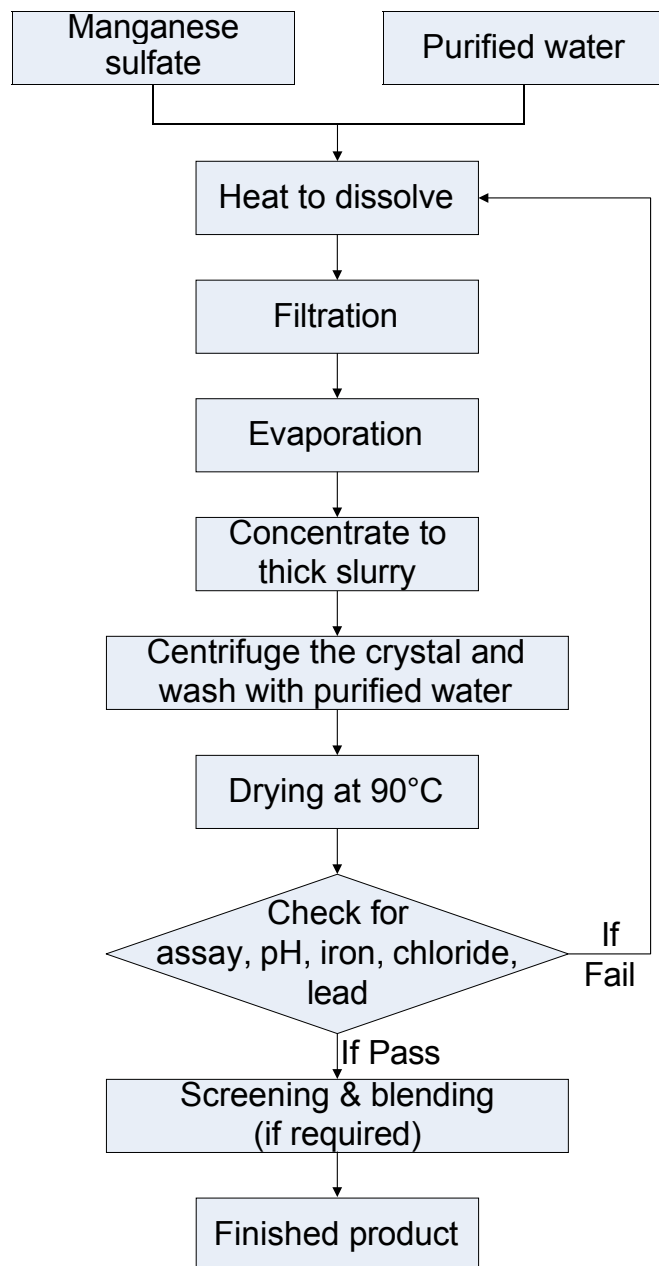 Manganese
sulfate
Purified water
Heat to dissolve
Filtration
Evaporation
Concentrate to
thick slurry
Centrifuge the crystal and
wash with purified water
Drying at 90°C
Check for
assay, pH, iron, chloride,
lead
If
Fail
If Pass
Screening & blending
(if required)
Finished product